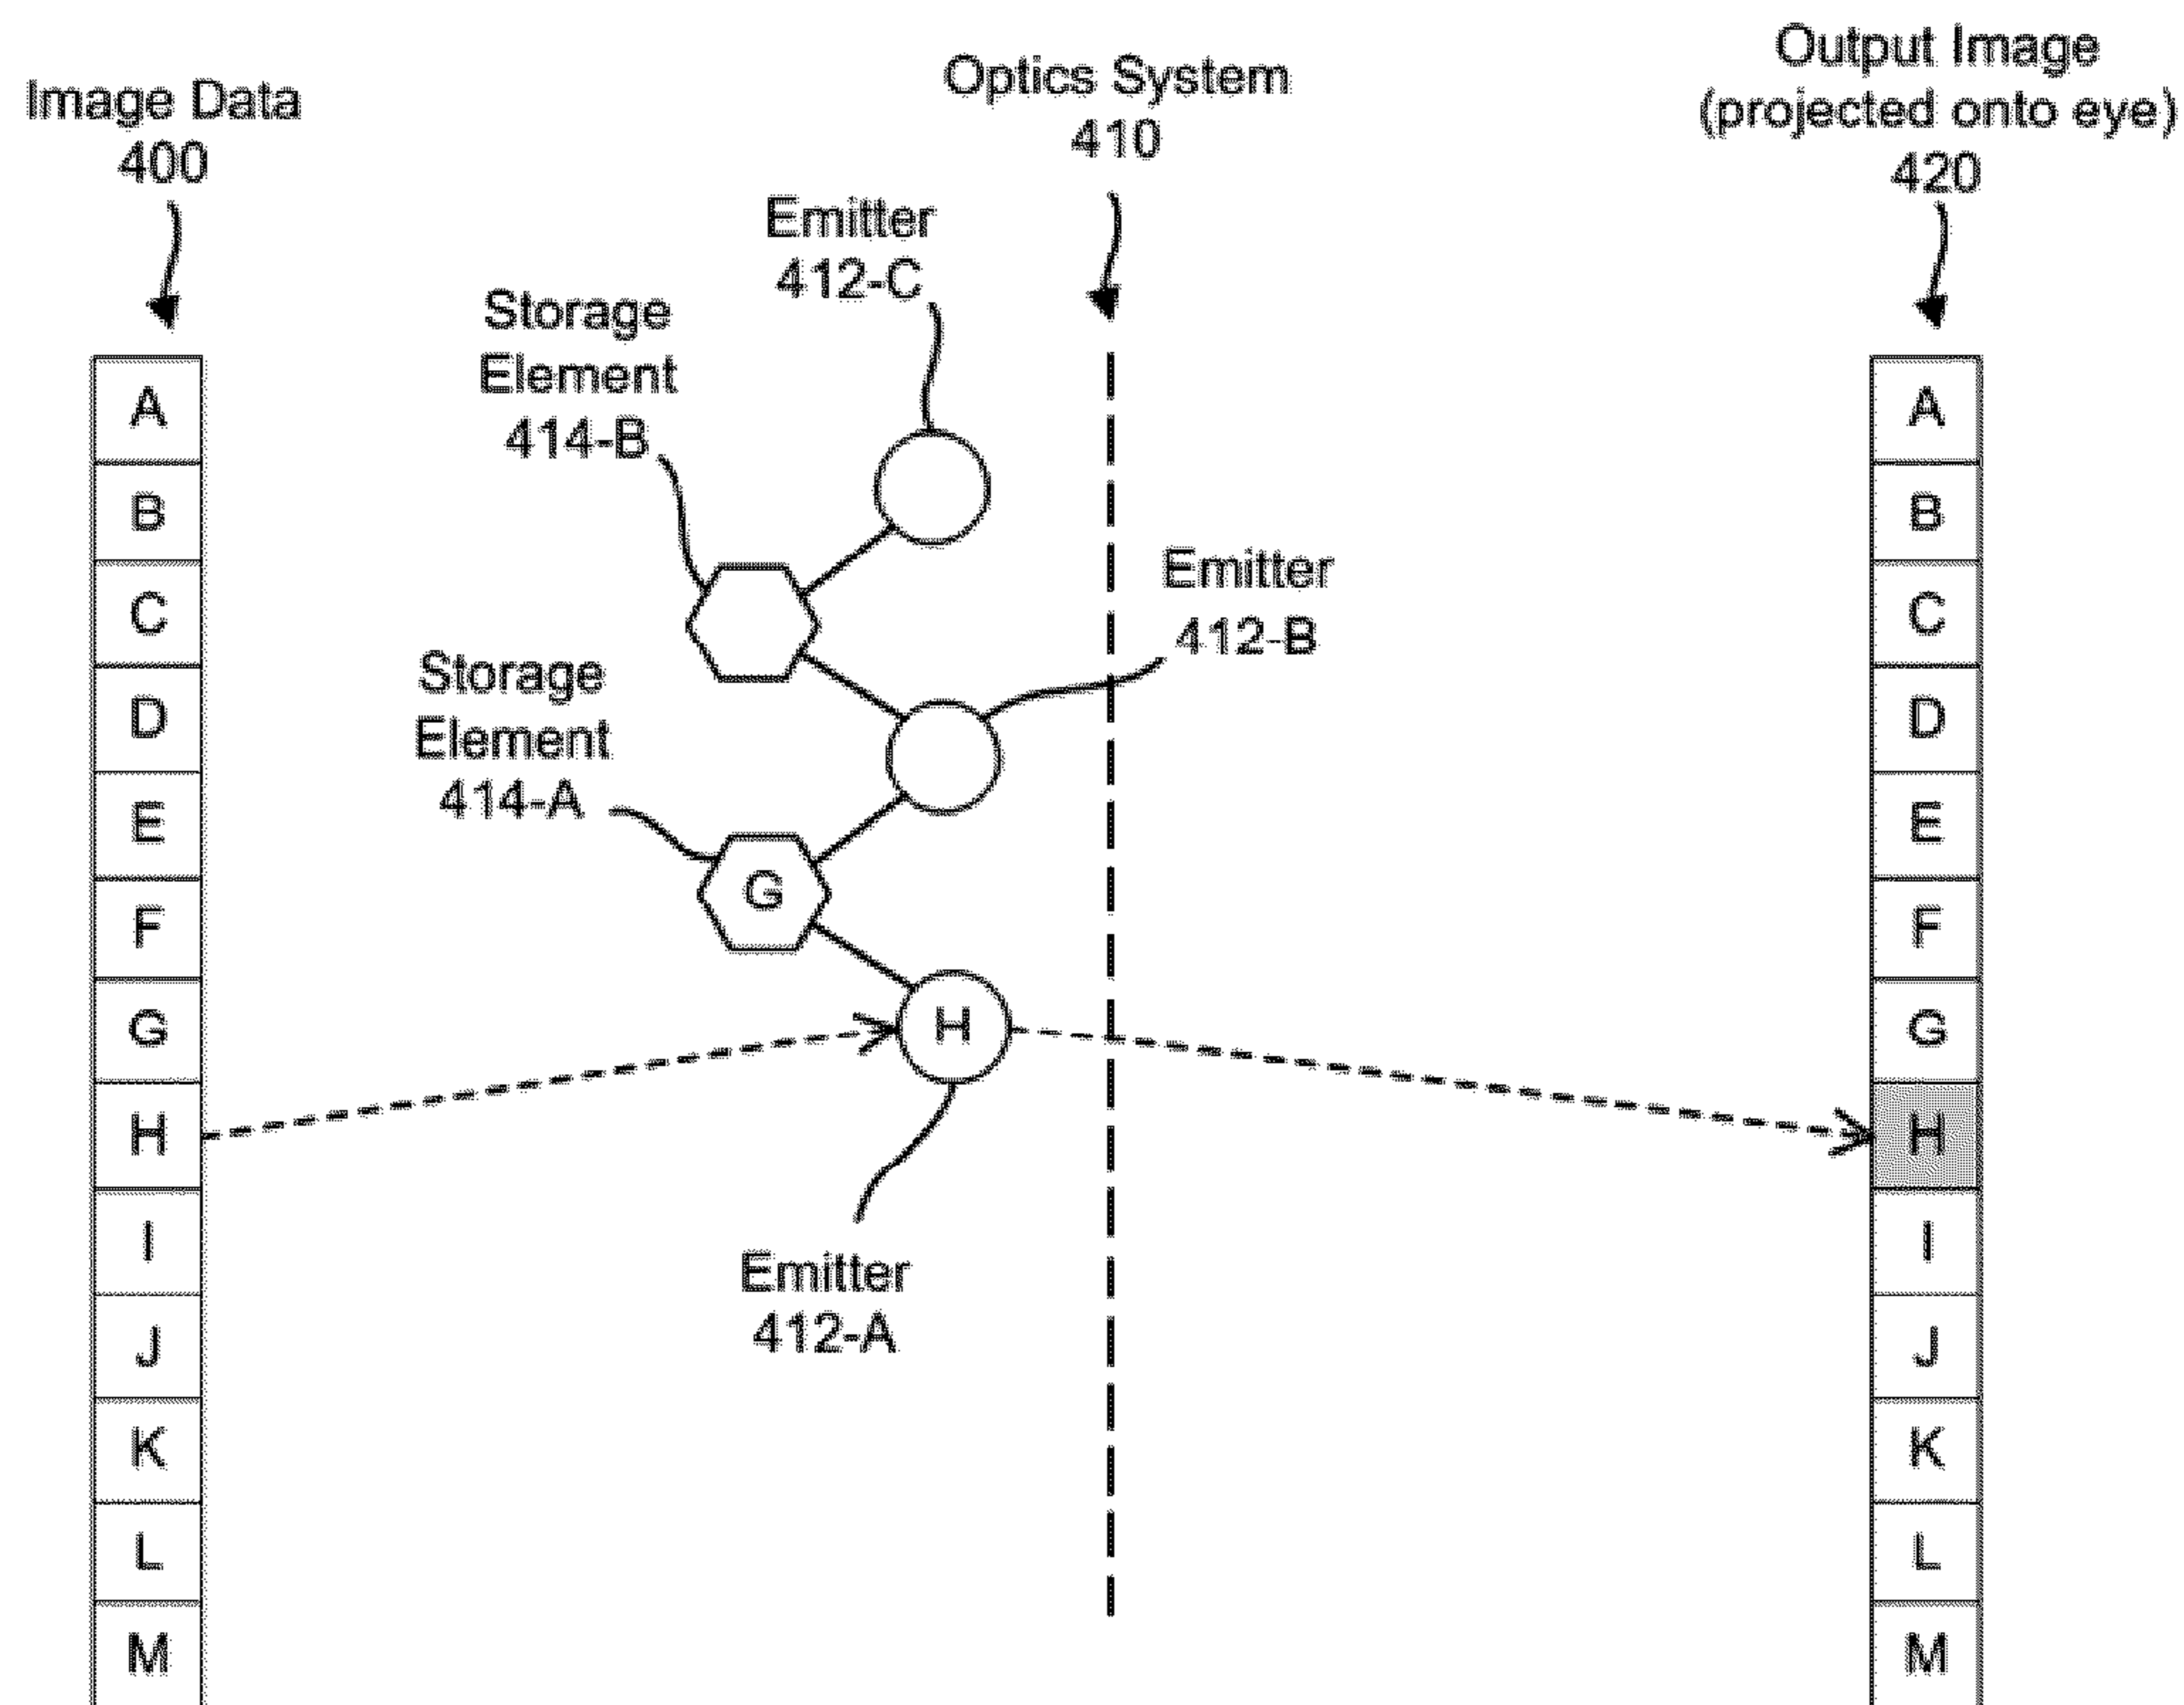 Image Data
400
Optics System
410
Output Image
(projected onto eye)
420
Emitter
412-C
Storage
Element
414-B
Emitter
412-B
Storage
Element
414-A
Emitter
412-A
G
H
A
B
C
D
E
F
G
H
I
J
K
L
M
A
B
C
D
E
F
G
H
I
J
K
L
M